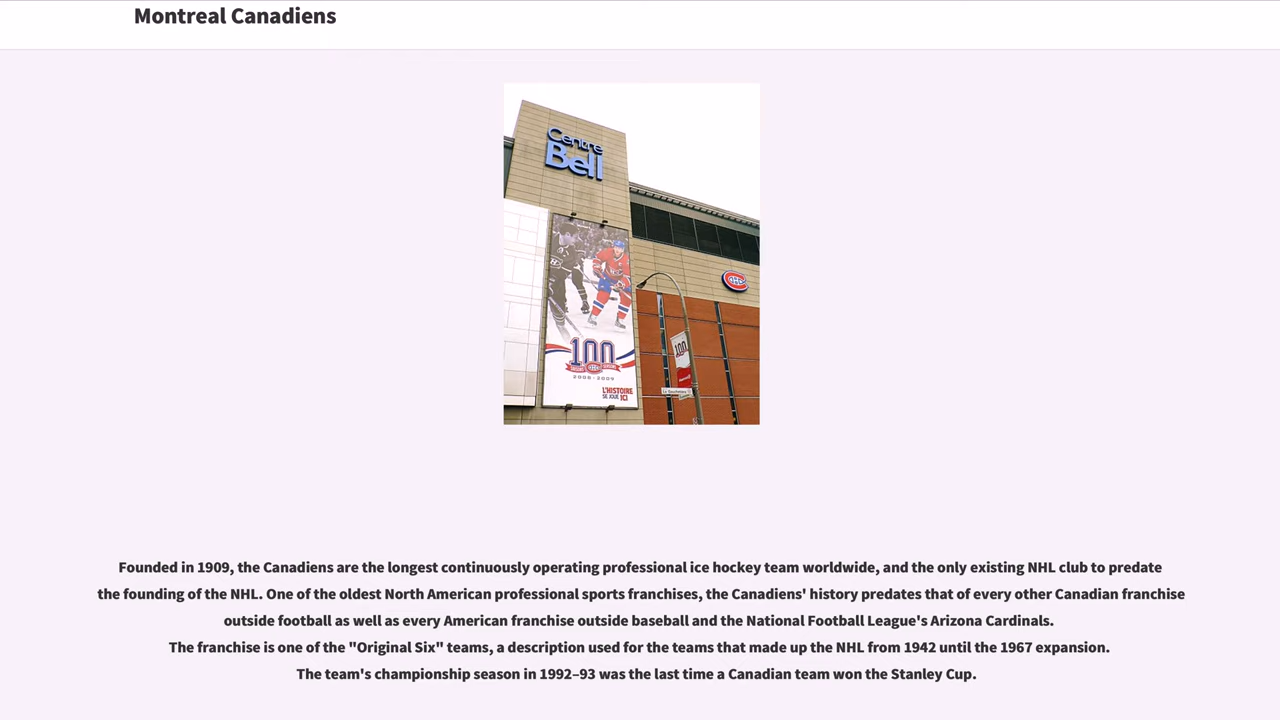 Montreal Canadiens
Centre
Bell
100
2008-2009
L'HISTOIRE
SE JOUE ICI
100
Founded in 1909, the Canadiens are the longest continuously operating professional ice hockey team worldwide, and the only existing NHL club to predate
the founding of the NHL. One of the oldest North American professional sports franchises, the Canadiens' history predates that of every other Canadian franchise
outside football as well as every American franchise outside baseball and the National Football League's Arizona Cardinals.
The franchise is one of the "Original Six" teams, a description used for the teams that made up the NHL from 1942 until the 1967 expansion.
The team's championship season in 1992–93 was the last time a Canadian team won the Stanley Cup.